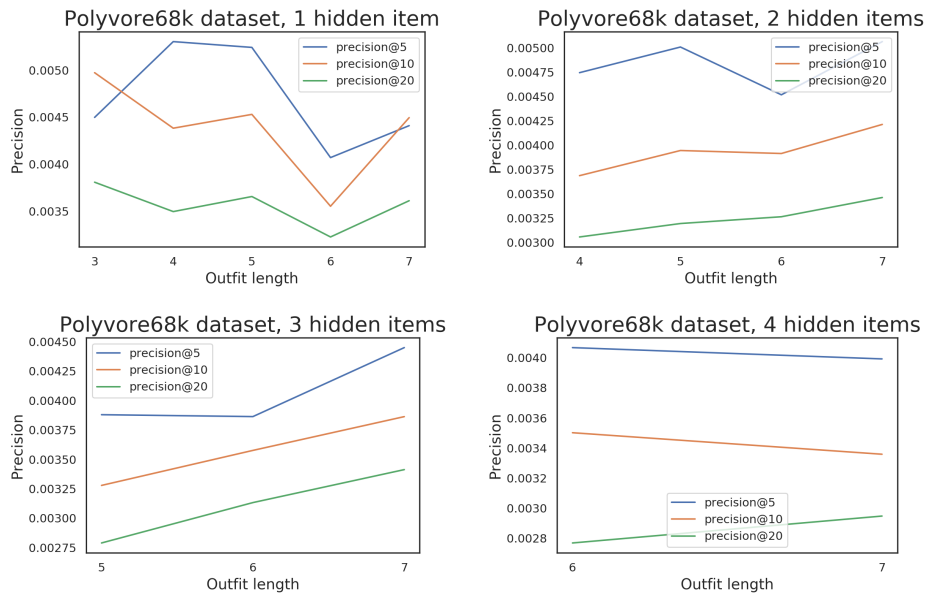 Polyvore68k dataset, 1 hidden item
precision@5
precision@10
precision@20
0.0050
0.0045
0.0040
0.0035
Precision
3 4 5 6 7
Outfit length
Polyvore68k dataset, 2 hidden items
precision@5
precision@10
precision@20
0.00500
0.00475
0.00450
0.00425
0.00400
0.00375
0.00350
0.00325
0.00300
Precision
4 5 6 7
Outfit length
Polyvore68k dataset, 3 hidden items
precision@5
precision@10
precision@20
0.00450
0.00425
0.00400
0.00375
0.00350
0.00325
0.00300
0.00275
Precision
5 6 7
Outfit length
Polyvore68k dataset, 4 hidden items
0.0040
0.0038
0.0036
0.0034
0.0032
0.0030
0.0028
Precision
precision@5
precision@10
precision@20
6 7
Outfit length